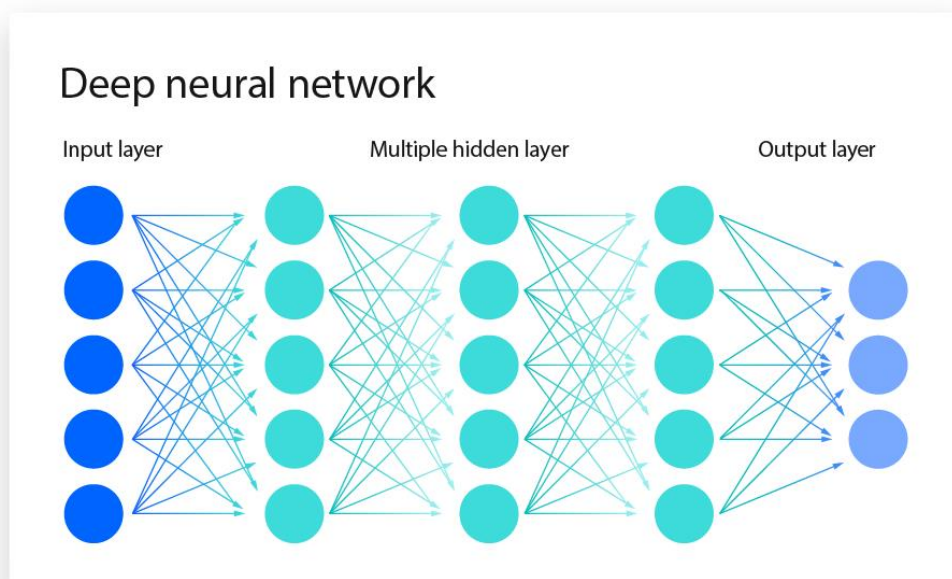 Deep neural network
Input layer
Multiple hidden layer
Output layer